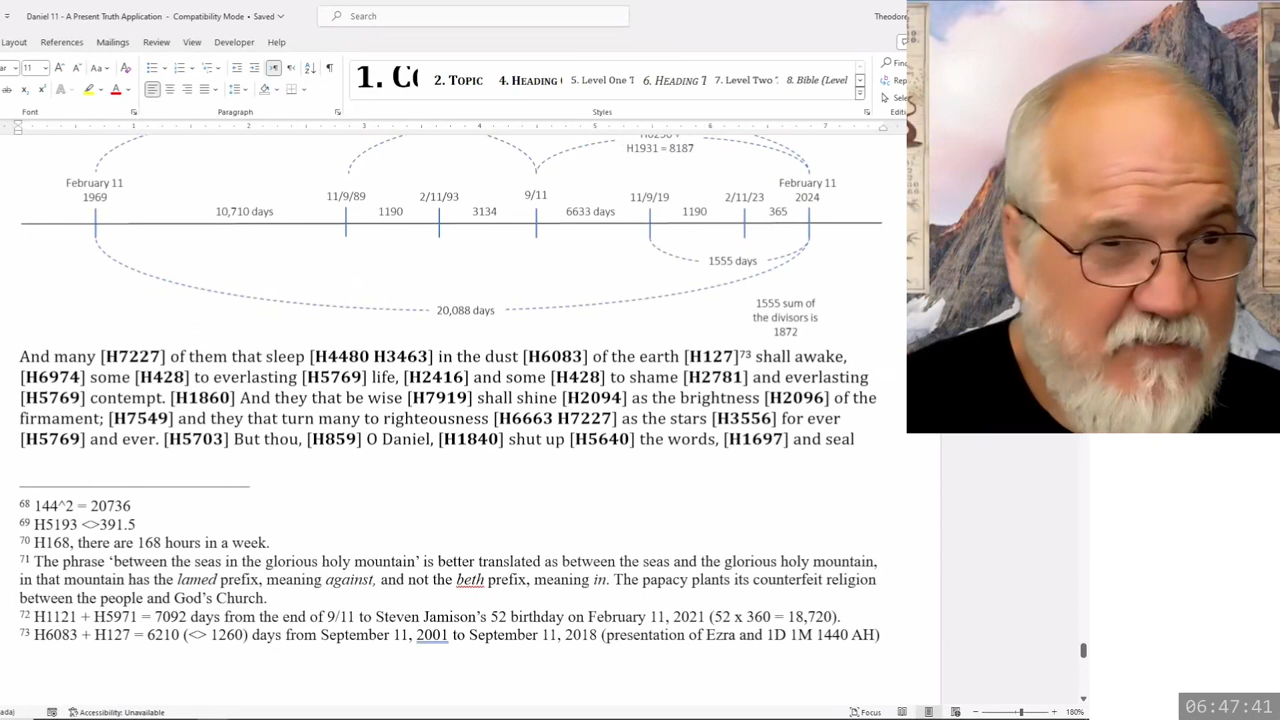 Daniel 11 - A Present Truth Application - Compatibility Mode • Saved
Search
Theodore
Layout References Mailings Review View Developer Help
11
Aa
Find
1. Co
2. TOPIC
4. HEADING
5. Level One T
6. HEADING T
7. Level Two
8. Bible (Level
Font
Paragraph
Styles
1 2 3 4 5 6 7
H1931 = 8187
February 11
1969
11/9/89
2/11/93
9/11
11/9/19
2/11/23
February 11
2024
10,710 days
1190
3134
6633 days
1190
365
1555 days
20,088 days
1555 sum of
the divisors is
1872
And many [H7227] of them that sleep [H4480 H3463] in the dust [H6083] of the earth [H127]⁷³ shall awake,
[H6974] some [H428] to everlasting [H5769] life, [H2416] and some [H428] to shame [H2781] and everlasting
[H5769] contempt. [H1860] And they that be wise [H7919] shall shine [H2094] as the brightness [H2096] of the
firmament; [H7549] and they that turn many to righteousness [H6663 H7227] as the stars [H3556] for ever
[H5769] and ever. [H5703] But thou, [H859] O Daniel, [H1840] shut up [H5640] the words, [H1697] and seal
⁶⁸ 144^2 = 20736
⁶⁹ H5193 <>391.5
⁷⁰ H168, there are 168 hours in a week.
⁷¹ The phrase ‘between the seas in the glorious holy mountain’ is better translated as between the seas and the glorious holy mountain,
in that mountain has the lamed prefix, meaning against, and not the beth prefix, meaning in. The papacy plants its counterfeit religion
between the people and God’s Church.
⁷² H1121 + H5971 = 7092 days from the end of 9/11 to Steven Jamison’s 52 birthday on February 11, 2021 (52 x 360 = 18,720).
⁷³ H6083 + H127 = 6210 (<> 1260) days from September 11, 2001 to September 11, 2018 (presentation of Ezra and 1D 1M 1440 AH)
Accessibility: Unavailable
Focus
180%
06:47:41